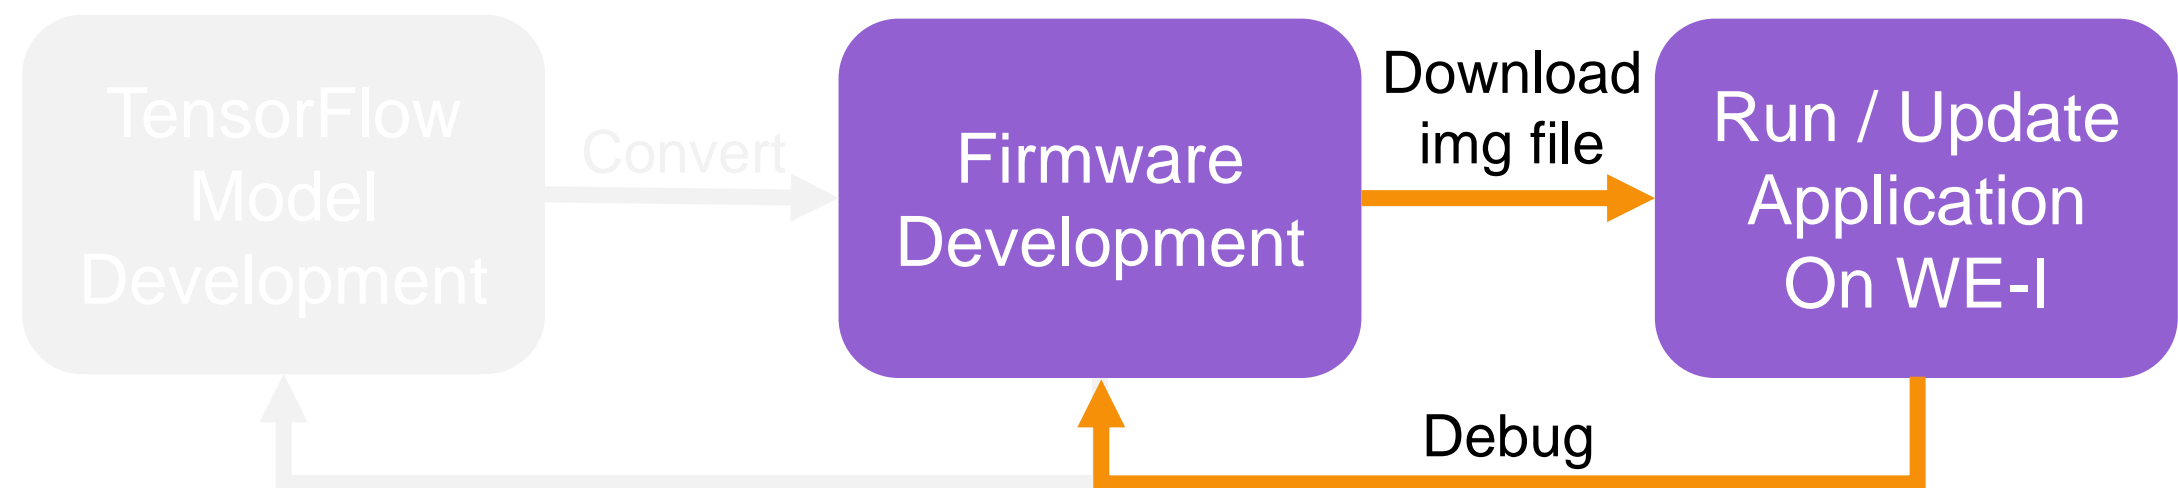 TensorFlow
Model
Development
Convert
Firmware
Development
Download
img file
Run / Update
Application
On WE-I
Debug